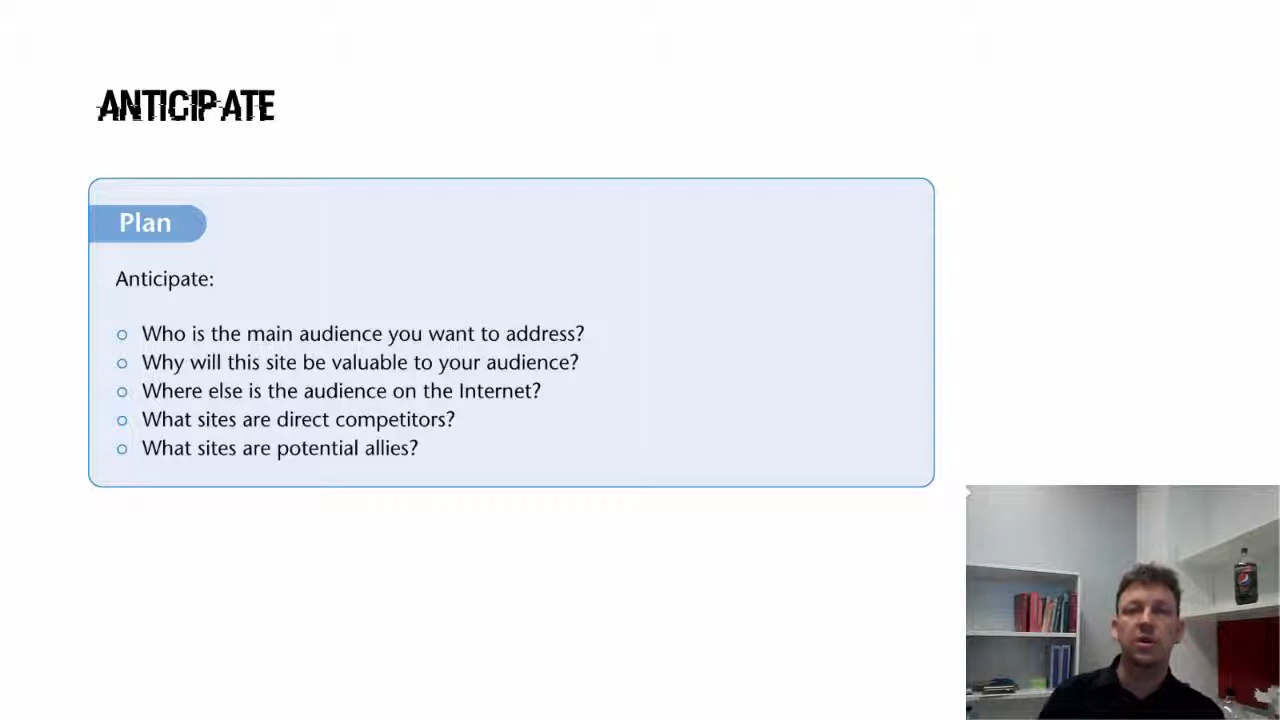 ANTICIPATE
Plan
Anticipate:
Who is the main audience you want to address?
Why will this site be valuable to your audience?
Where else is the audience on the Internet?
What sites are direct competitors?
What sites are potential allies?